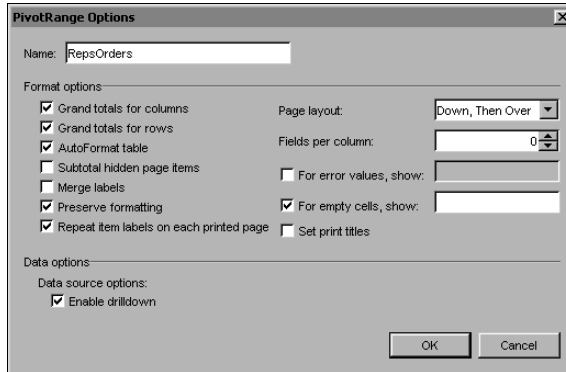 PivotRange Options
Name: RepsOrders
Format options
Grand totals for columns
Grand totals for rows
AutoFormat table
Subtotal hidden page items
Merge labels
Preserve formatting
Repeat item labels on each printed page
Page layout: Down, Then Over
Fields per column: 0
For error values, show:
For empty cells, show:
Set print titles
Data options
Data source options:
Enable drilldown
OK Cancel